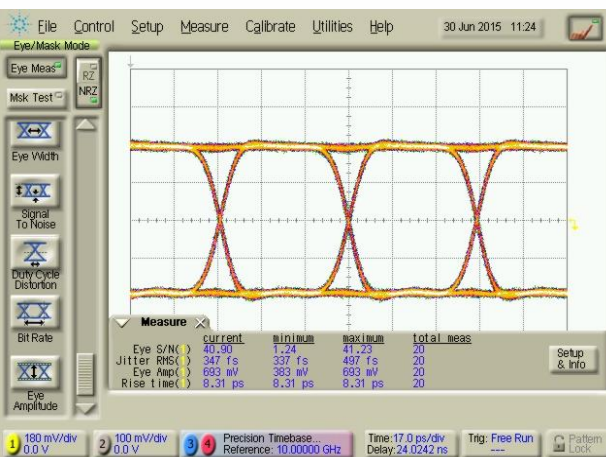 File Control Setup Measure Calibrate Utilities Help 30 Jun 2015 11:24
Eye/Mask Mode
Eye Meas
RZ
NRZ
Msk Test
Eye Width
Signal
To Noise
Duty Cycle
Distortion
Bit Rate
Eye
Amplitude
Measure
current minimum maximum total meas
Eye S/N(1) 40.90 1.24 41.23 20
Jitter RMS(1) 347 fs 337 fs 497 fs 20
Eye Amp(1) 693 mV 383 mV 693 mV 20
Rise time(1) 8.31 ps 8.31 ps 8.31 ps 20
Setup
& Info
1 180 mV/div
0.0 V
2 100 mV/div
0.0 V
3 4 Precision Timebase...
Reference: 10.00000 GHz
Time:17.0 ps/div
Delay:24.0242 ns
Trig: Free Run
---
Pattern
Lock